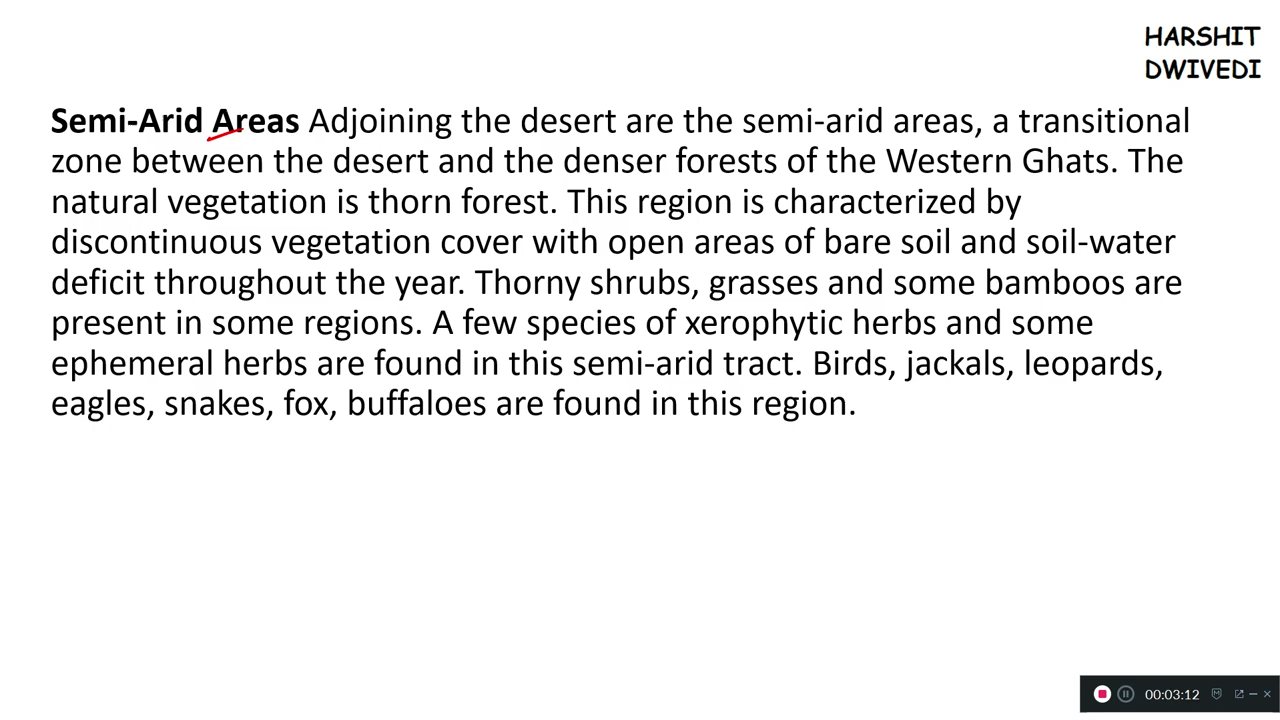 HARSHIT
DWIVEDI
Semi-Arid Areas Adjoining the desert are the semi-arid areas, a transitional
zone between the desert and the denser forests of the Western Ghats. The
natural vegetation is thorn forest. This region is characterized by
discontinuous vegetation cover with open areas of bare soil and soil-water
deficit throughout the year. Thorny shrubs, grasses and some bamboos are
present in some regions. A few species of xerophytic herbs and some
ephemeral herbs are found in this semi-arid tract. Birds, jackals, leopards,
eagles, snakes, fox, buffaloes are found in this region.
00:03:12